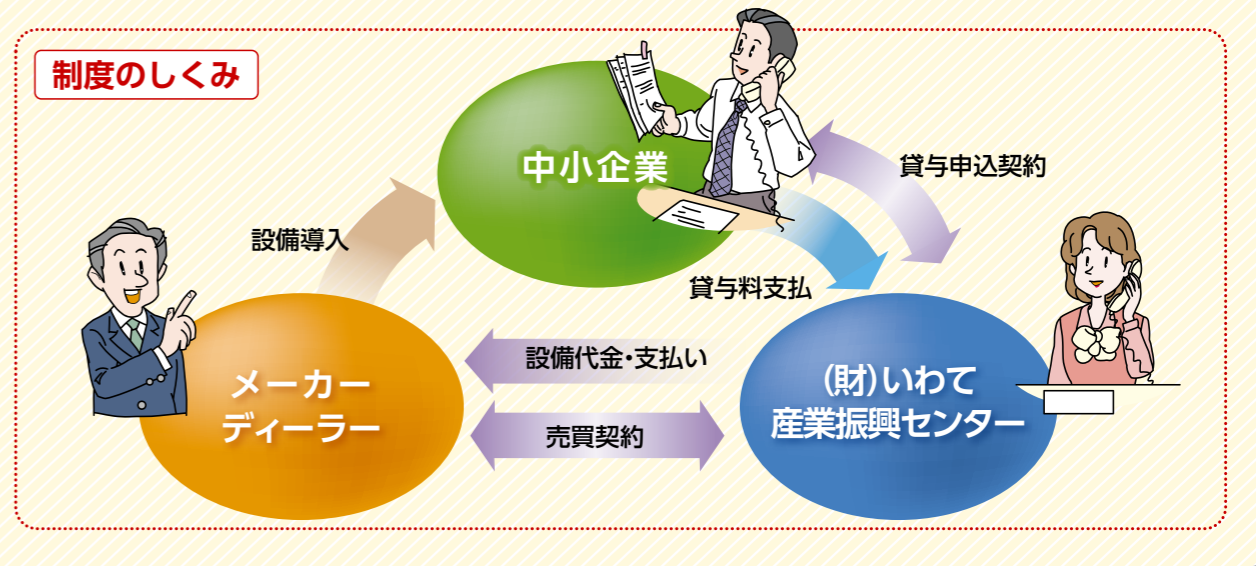 制度のしくみ
中小企業
貸与申込契約
設備導入
貸与料支払
設備代金・支払い
メーカー
ディーラー
(財)いわて
産業振興センター
売買契約